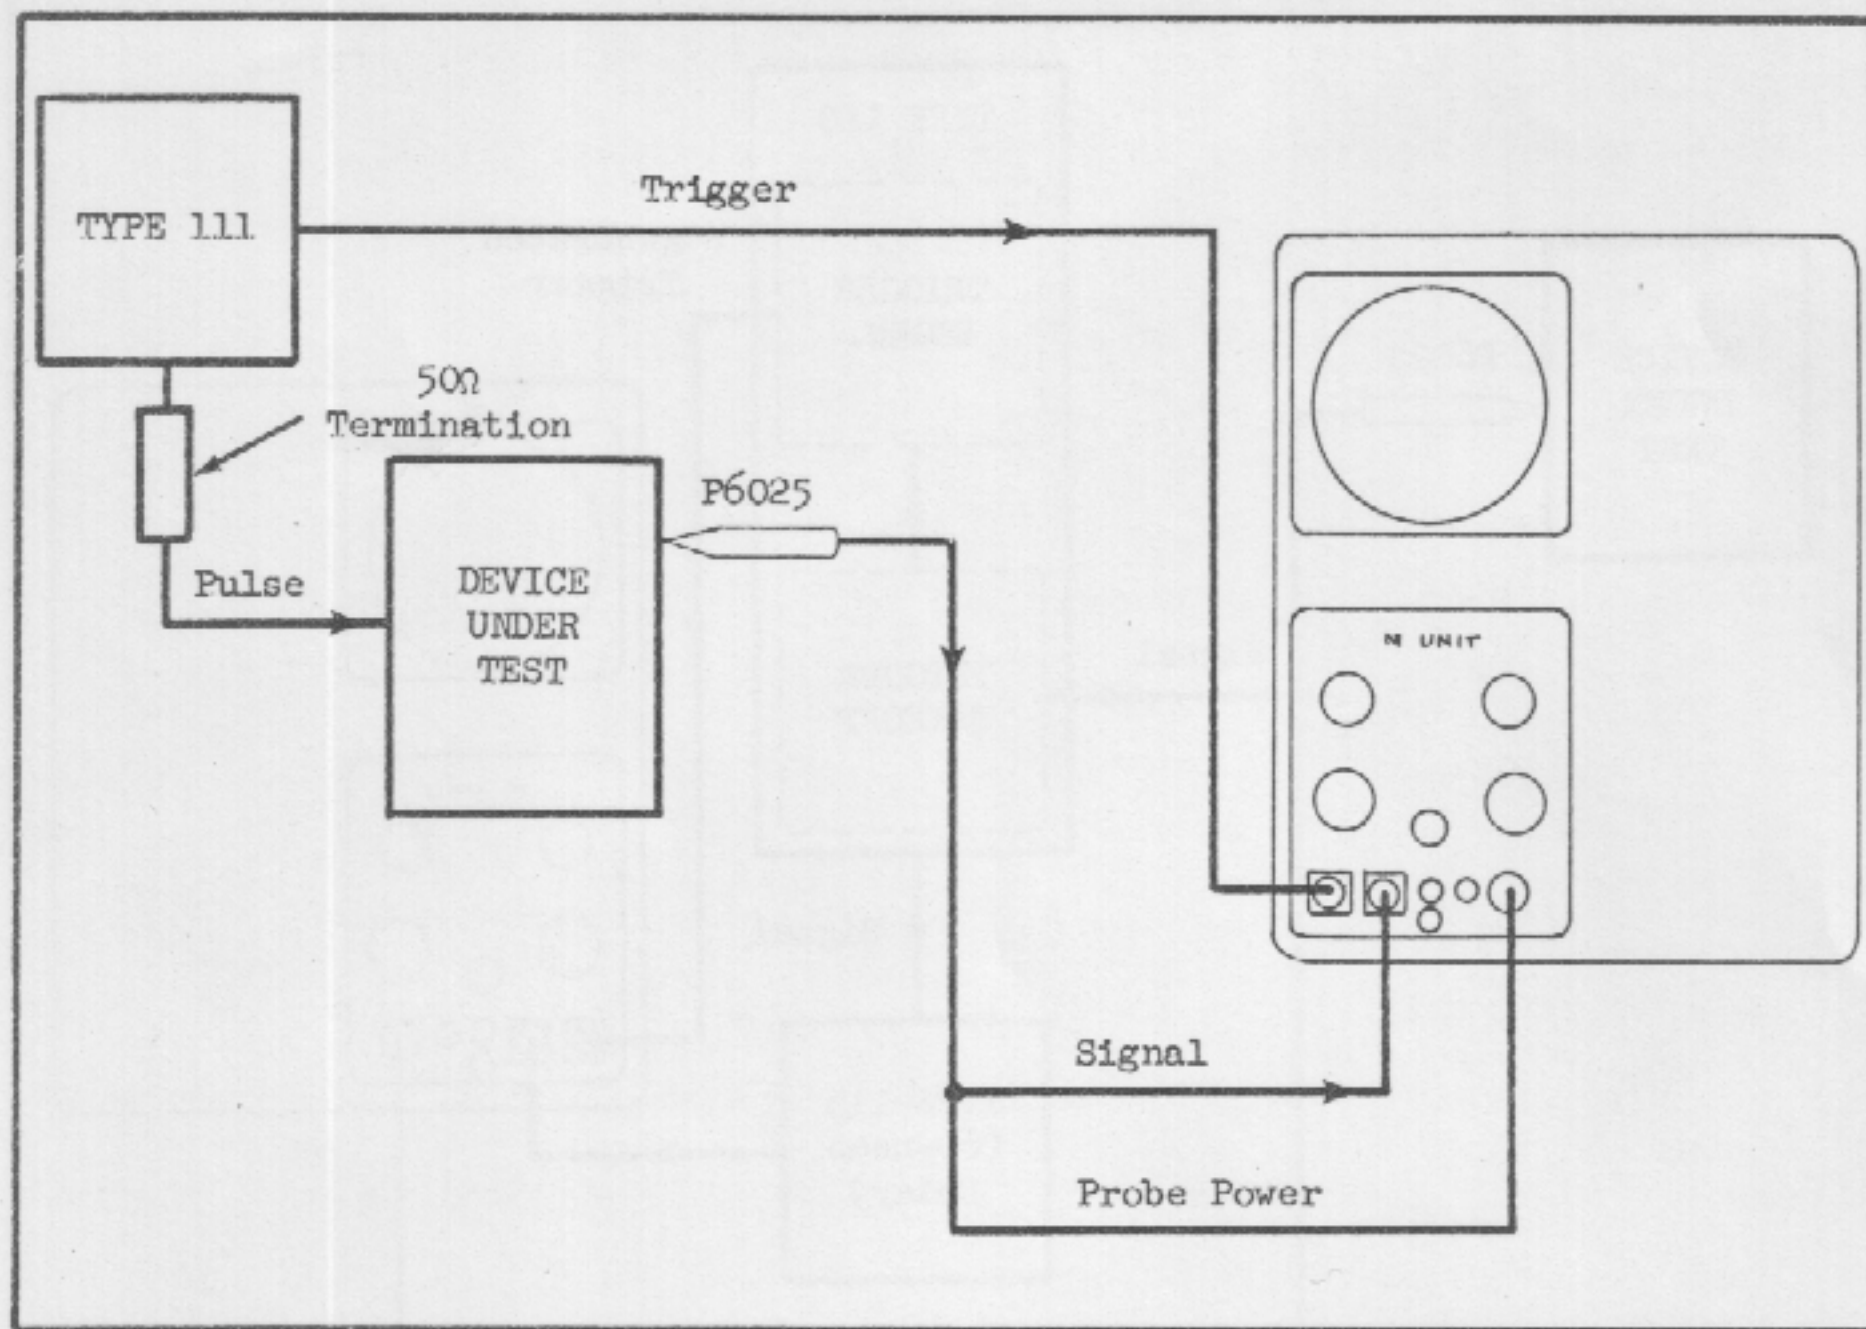 TYPE 111
Trigger
50Ω
Termination
P6025
Pulse
DEVICE
UNDER
TEST
N UNIT
Signal
Probe Power